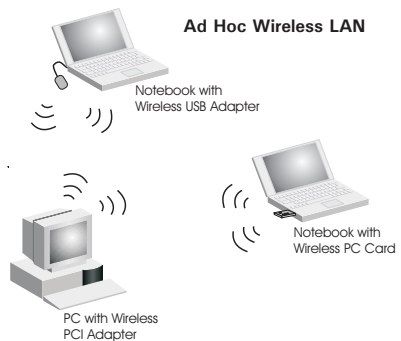 Ad Hoc Wireless LAN
Notebook with
Wireless USB Adapter
Notebook with
Wireless PC Card
PC with Wireless
PCI Adapter